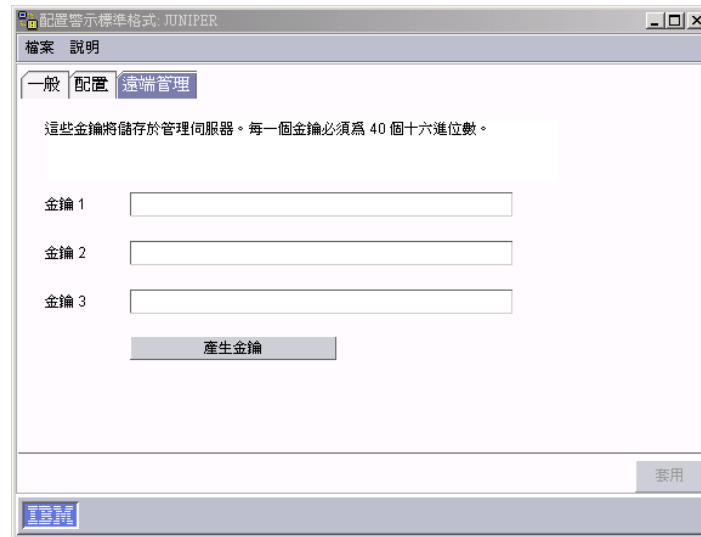 配置警示標準格式: JUNIPER
檔案 說明
一般 配置 遠端管理
這些金鑰將儲存於管理伺服器。每一個金鑰必須爲 40 個十六進位數。
金鑰 1
金鑰 2
金鑰 3
產生金鑰
套用
IBM